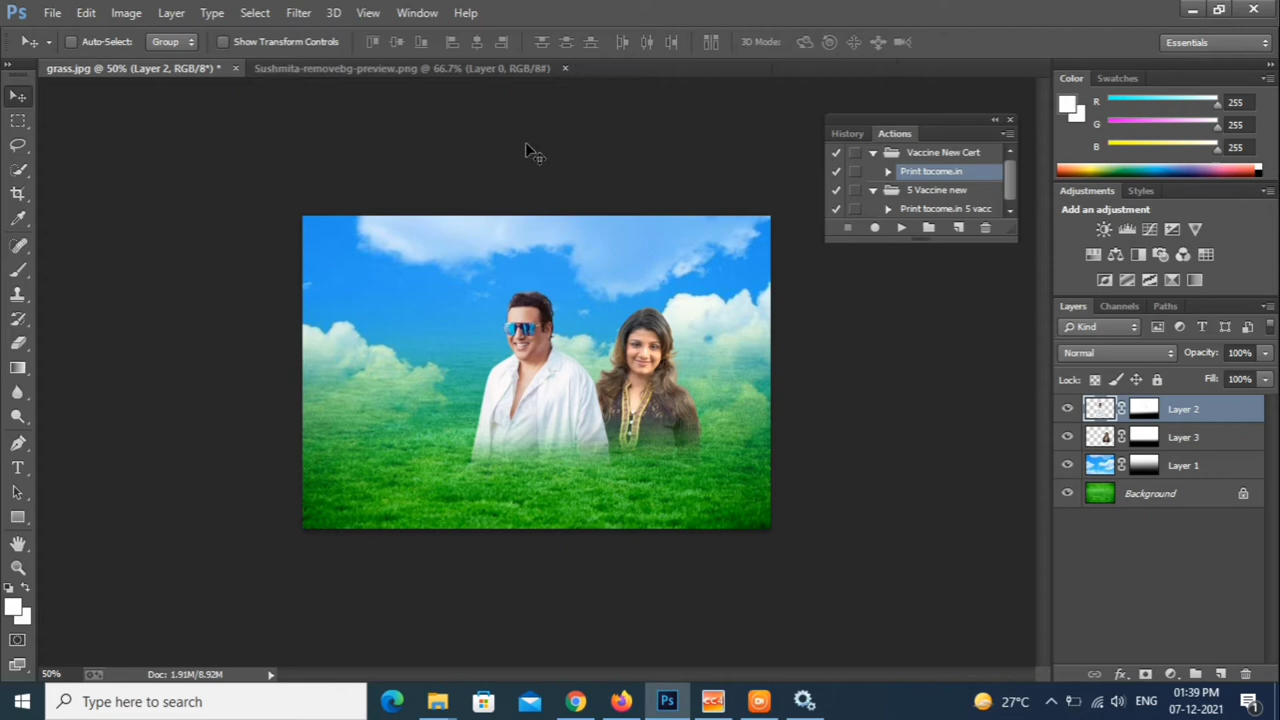 Ps File Edit Image Layer Type Select Filter 3D View Window Help
Auto-Select: Group Show Transform Controls 3D Mode: Essentials
grass.jpg @ 50% (Layer 2, RGB/8*) * × Sushmita-removebg-preview.png @ 66.7% (Layer 0, RGB/8#) ×
Color Swatches
R 255
G 255
B 255
History Actions
Vaccine New Cert
Print tocome.in
5 Vaccine new
Print tocome.in 5 vacc
Adjustments Styles
Add an adjustment
Layers Channels Paths
Kind
Normal Opacity: 100%
Lock: Fill: 100%
Layer 2
Layer 3
Layer 1
Background
50% Doc: 1.91M/8.92M
Type here to search
Ps
CC4
27°C
ENG
01:39 PM
07-12-2021
1